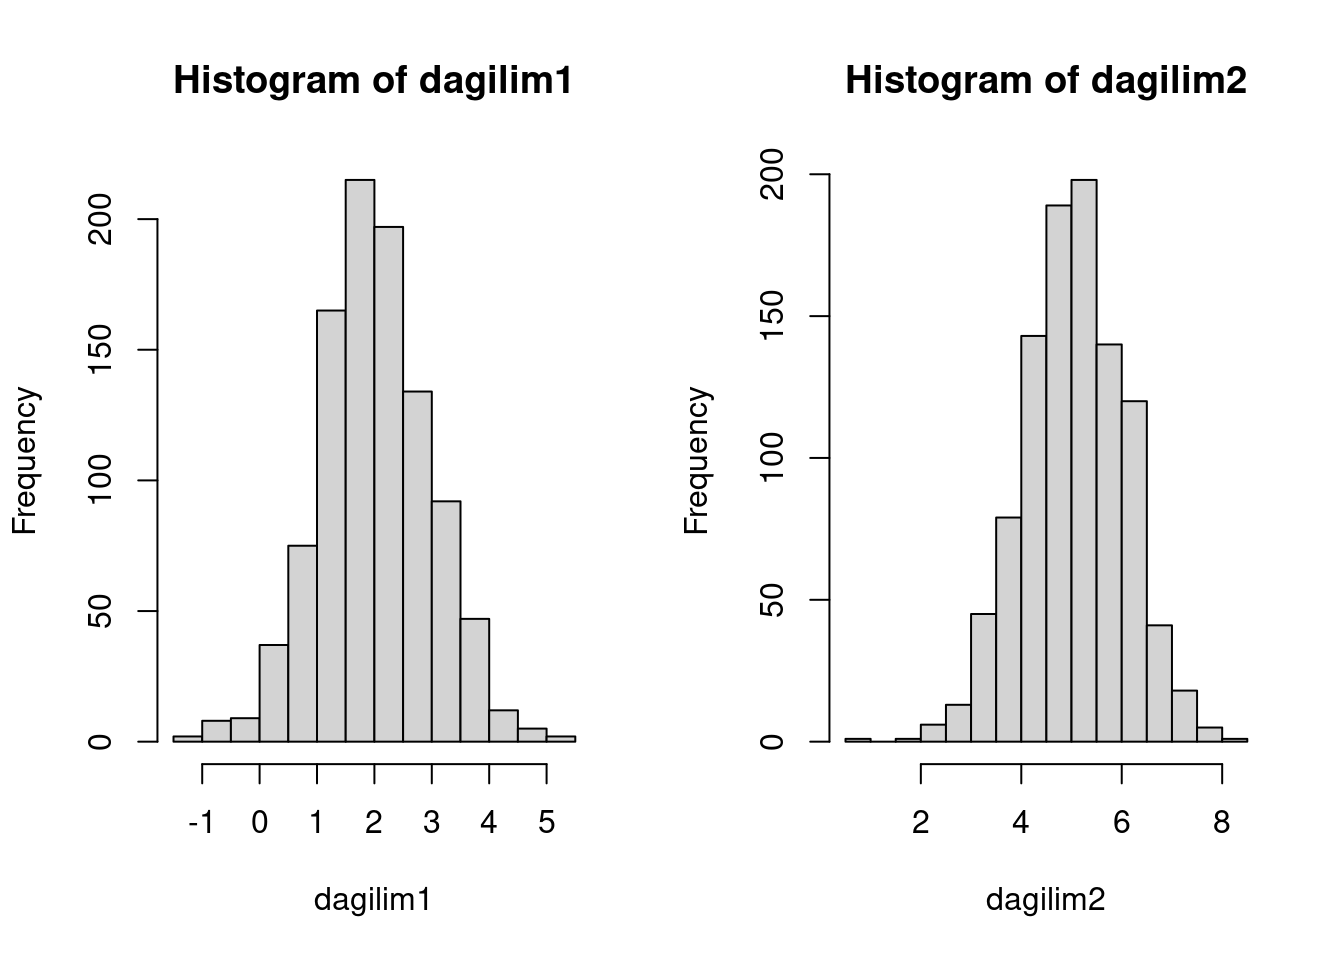 Histogram of dagilim1
Frequency
200
150
100
50
0
-1 0 1 2 3 4 5
dagilim1
Histogram of dagilim2
Frequency
200
150
100
50
0
2 4 6 8
dagilim2